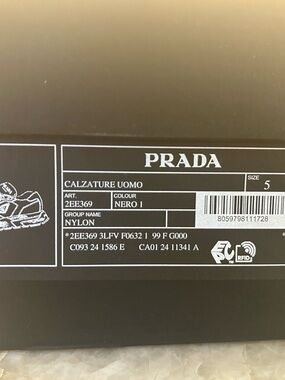 PRADA
CALZATURE UOMO
SIZE
5
ART.
2EE369
COLOUR
NERO 1
GROUP NAME
NYLON
8059798111728
*2EE369 3LFV F0632 1 99 F G000
C093 24 1586 E CA01 24 11341 A
RFID